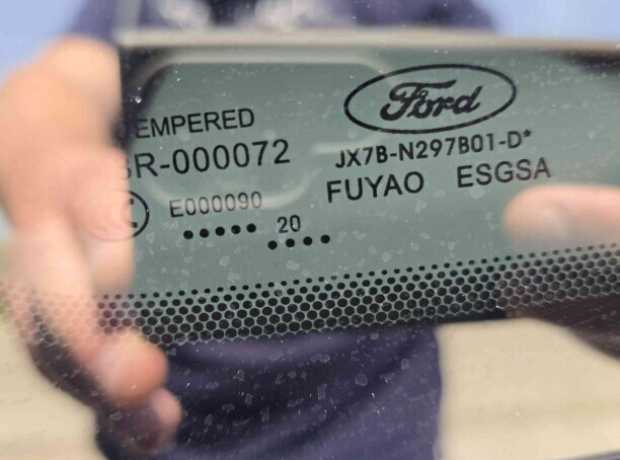 Ford
EMPERED
R-000072
JX7B-N297B01-D*
FUYAO ESGSA
E000090
20